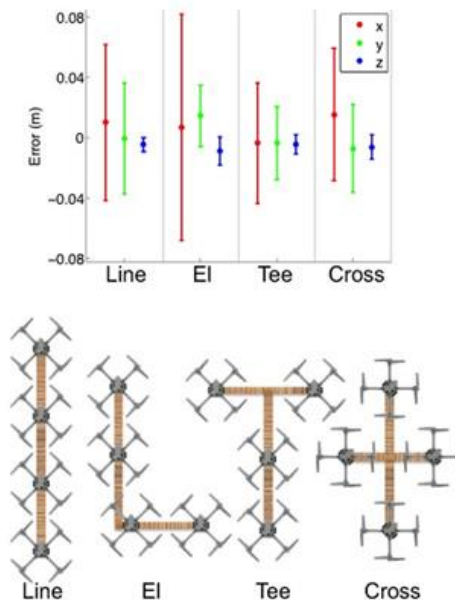 0.08
x
y
z
0.04
Error (m)
0
-0.04
-0.08
Line El Tee Cross
Line El Tee Cross